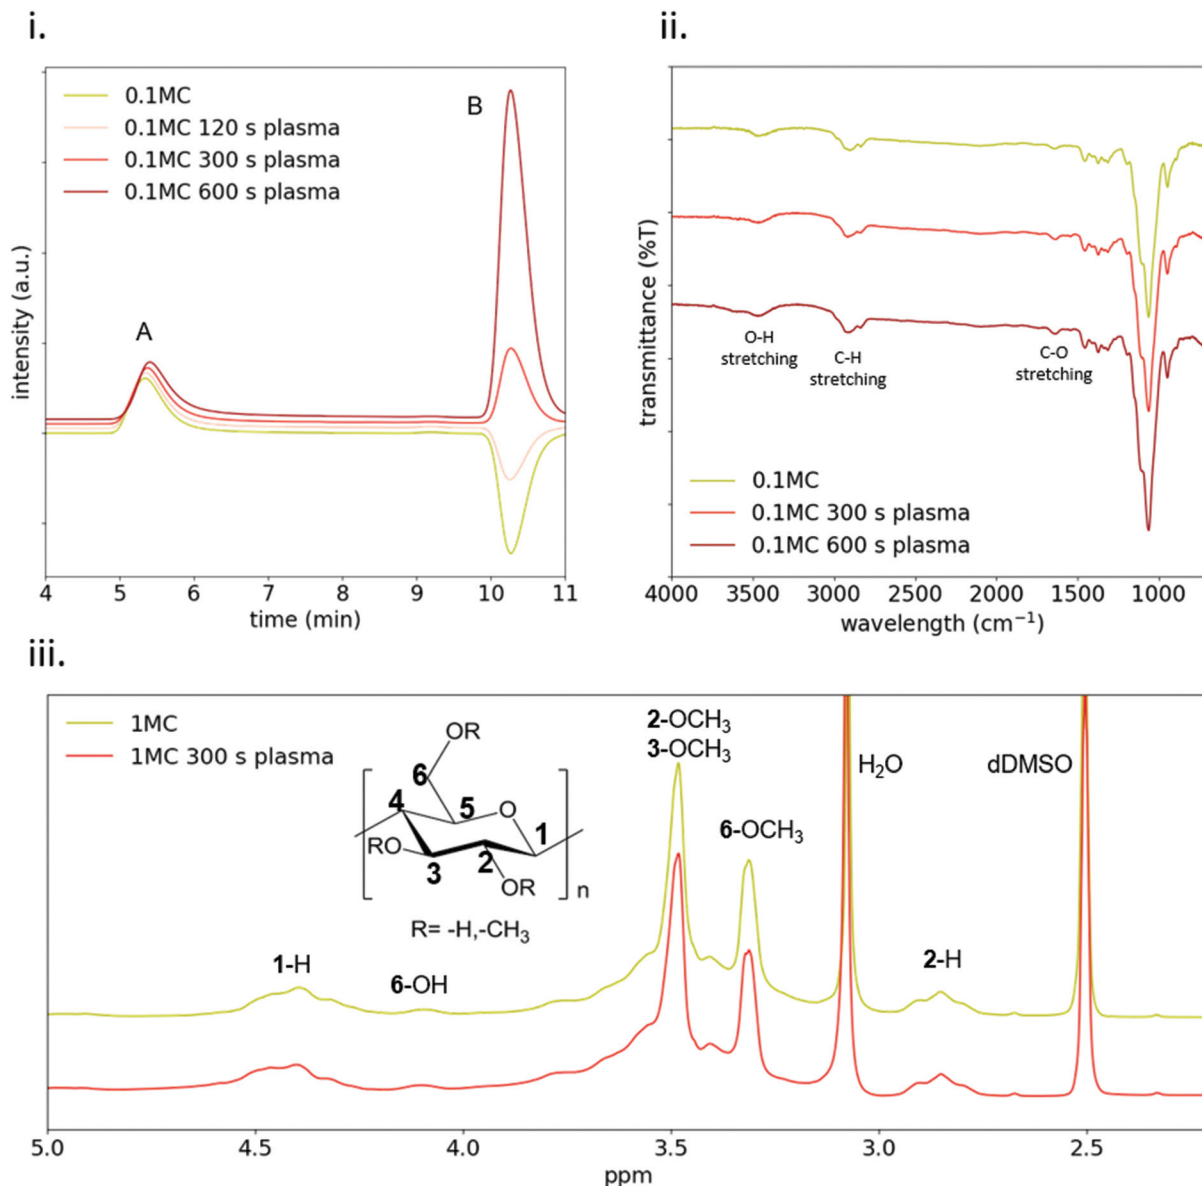 i.
0.1MC
0.1MC 120 s plasma
0.1MC 300 s plasma
0.1MC 600 s plasma
A
B
intensity (a.u.)
4 5 6 7 8 9 10 11
time (min)
ii.
transmittance (%T)
O-H
stretching
C-H
stretching
C-O
stretching
0.1MC
0.1MC 300 s plasma
0.1MC 600 s plasma
4000 3500 3000 2500 2000 1500 1000
wavelength (cm⁻¹)
iii.
1MC
1MC 300 s plasma
OR
6
4
5
O
1
RO
3
2
OR
n
R= -H,-CH₃
1-H
6-OH
2-OCH₃
3-OCH₃
6-OCH₃
H₂O
dDMSO
2-H
5.0 4.5 4.0 3.5 3.0 2.5
ppm